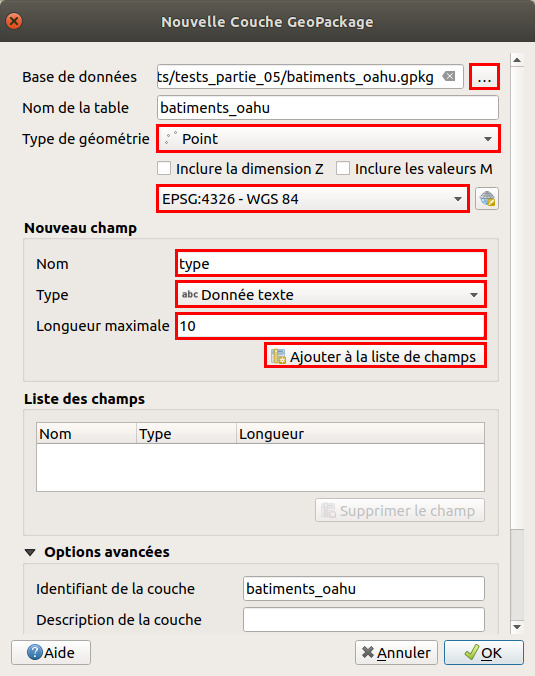 Nouvelle Couche GeoPackage
Base de données ts/tests_partie_05/batiments_oahu.gpkg ...
Nom de la table batiments_oahu
Type de géométrie Point
Inclure la dimension Z Inclure les valeurs M
EPSG:4326 - WGS 84
Nouveau champ
Nom type
Type abc Donnée texte
Longueur maximale 10
Ajouter à la liste de champs
Liste des champs
Nom Type Longueur
Supprimer le champ
Options avancées
Identifiant de la couche batiments_oahu
Description de la couche
Aide Annuler OK